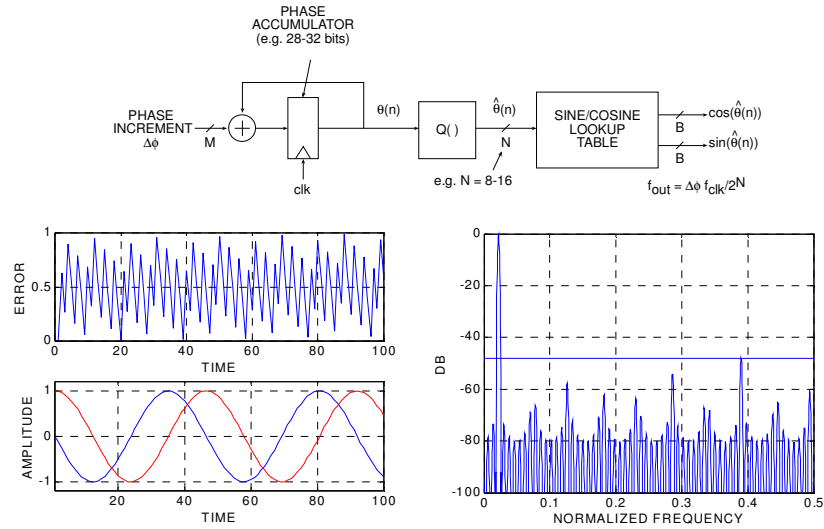 PHASE
ACCUMULATOR
(e.g. 28-32 bits)
PHASE
INCREMENT
Δϕ
M
+
clk
θ(n)
Q( )
θ̂(n)
N
e.g. N = 8-16
SINE/COSINE
LOOKUP
TABLE
B
cos(θ̂(n))
B
sin(θ̂(n))
f_out = Δϕ f_clk/2N
ERROR
1
0.5
0
0 20 40 60 80 100
TIME
AMPLITUDE
1
0
-1
20 40 60 80 100
TIME
DB
0
-20
-40
-60
-80
-100
0 0.1 0.2 0.3 0.4 0.5
NORMALIZED FREQUENCY